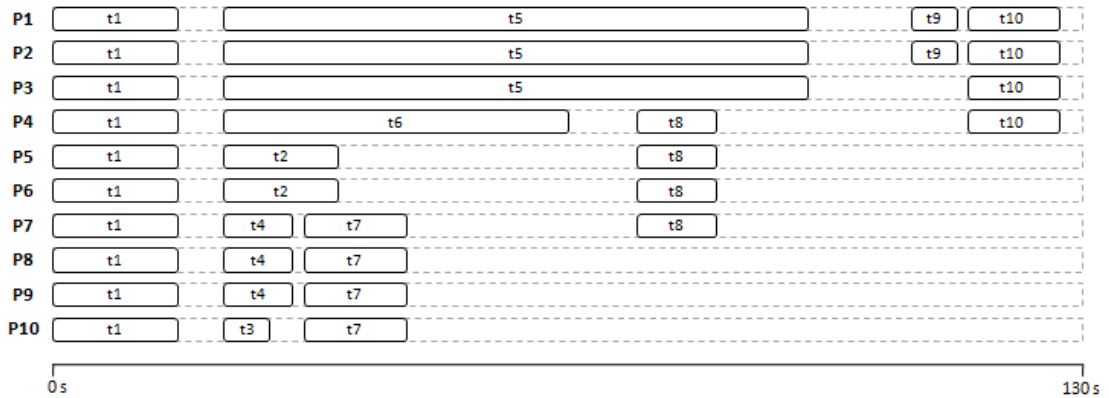 P1 t1 t5 t9 t10
P2 t1 t5 t9 t10
P3 t1 t5 t10
P4 t1 t6 t8 t10
P5 t1 t2 t8
P6 t1 t2 t8
P7 t1 t4 t7 t8
P8 t1 t4 t7
P9 t1 t4 t7
P10 t1 t3 t7
0 s 130 s